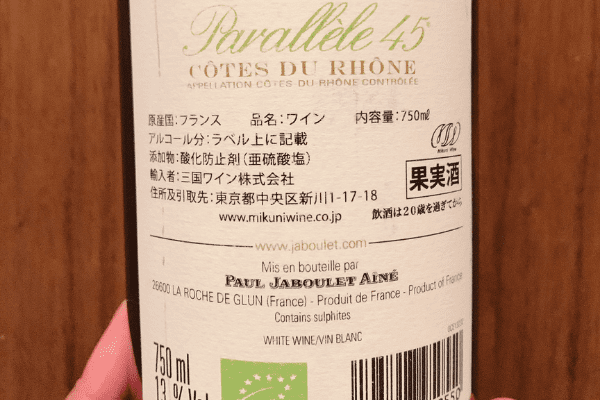 Parallèle 45
CÔTES DU RHÔNE
APPELLATION CÔTES-DU-RHÔNE CONTRÔLÉE
原産国:フランス 品名:ワイン 内容量:750mℓ
アルコール分:ラベル上に記載
添加物:酸化防止剤(亜硫酸塩)
輸入者:三国ワイン株式会社
住所及引取先:東京都中央区新川1-17-18
www.mikuniwine.co.jp
果実酒
飲酒は20歳を過ぎてから。
www.jaboulet.com
Mis en bouteille par
PAUL JABOULET AÎNÉ
26600 LA ROCHE DE GLUN (France) - Produit de France - Product of France
Contains sulphites
WHITE WINE/VIN BLANC
750 ml
13 % Vol